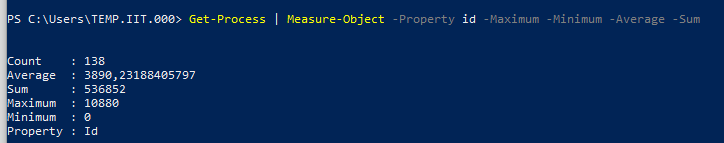 PS C:\Users\TEMP.IIT.000> Get-Process | Measure-Object -Property id -Maximum -Minimum -Average -Sum
Count    : 138
Average  : 3890,23188405797
Sum      : 536852
Maximum  : 10880
Minimum  : 0
Property : Id